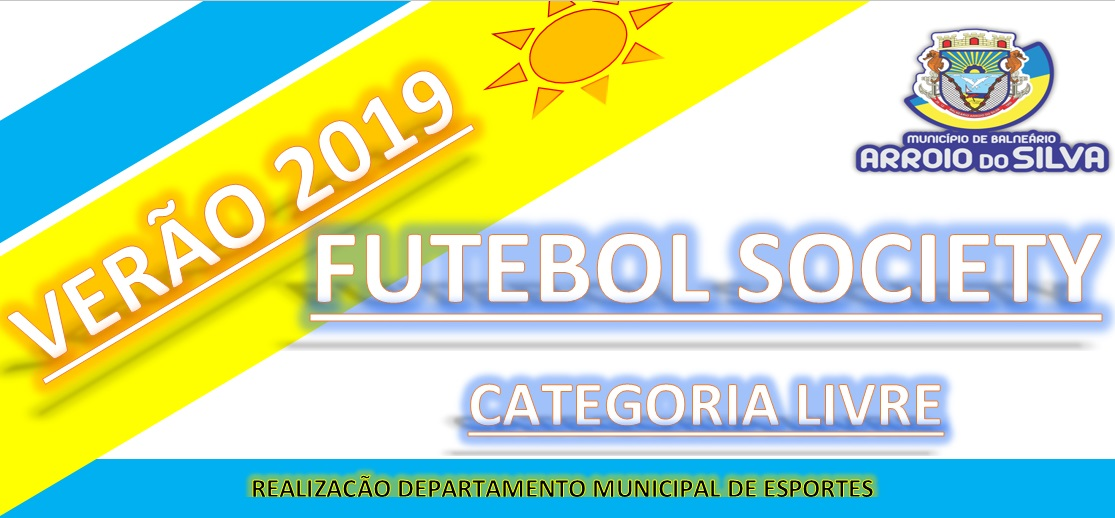 VERÃO 2019
MUNICÍPIO DE BALNEÁRIO
ARROIO DO SILVA
FUTEBOL SOCIETY
CATEGORIA LIVRE
REALIZACÃO DEPARTAMENTO MUNICIPAL DE ESPORTES